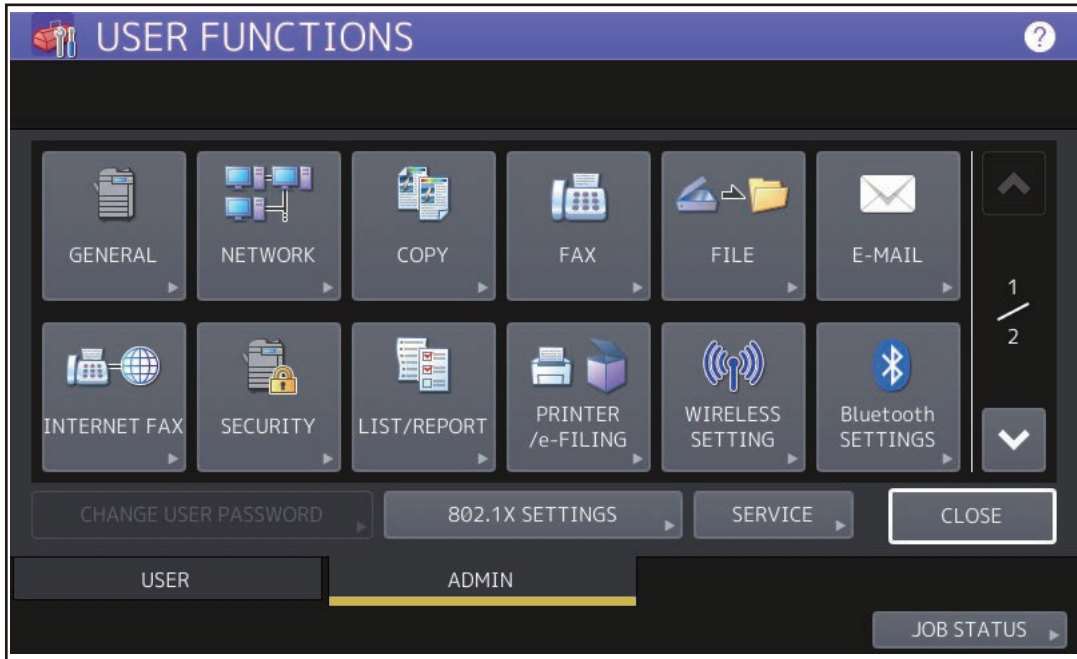 USER FUNCTIONS
?
GENERAL
NETWORK
COPY
FAX
FILE
E-MAIL
1
2
INTERNET FAX
SECURITY
LIST/REPORT
PRINTER
/e-FILING
WIRELESS
SETTING
Bluetooth
SETTINGS
CHANGE USER PASSWORD
802.1X SETTINGS
SERVICE
CLOSE
USER
ADMIN
JOB STATUS